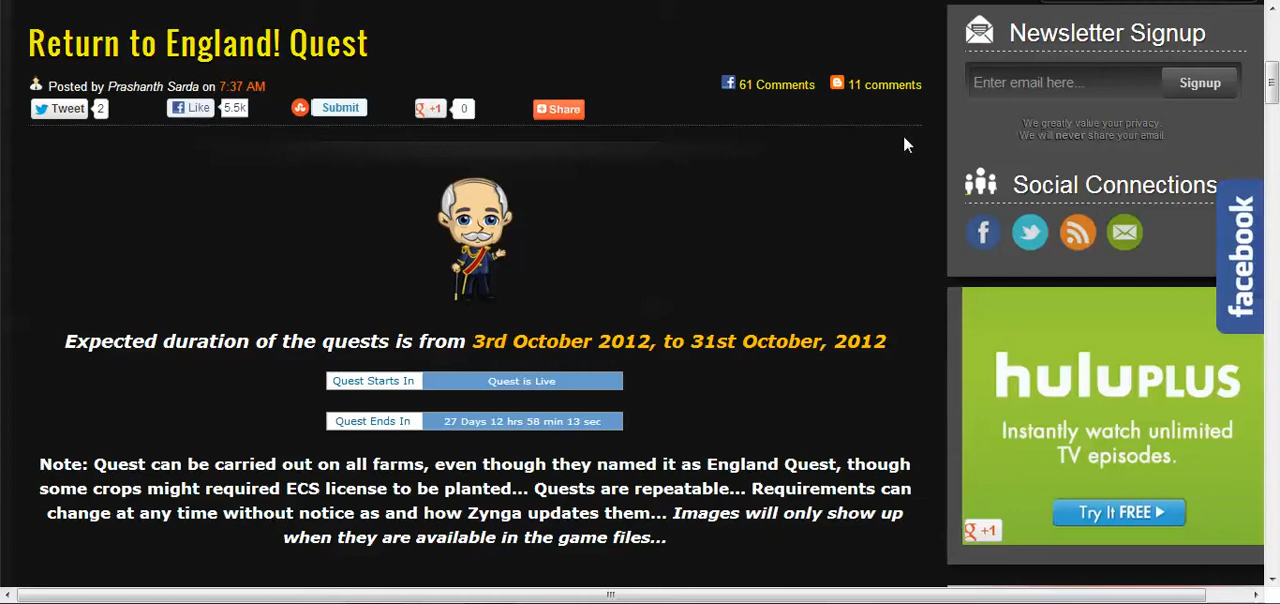 Return to England! Quest
Posted by Prashanth Sarda on 7:37 AM
61 Comments
11 comments
Tweet 2
Like 5.5k
Submit
g +1 0
Share
Expected duration of the quests is from 3rd October 2012, to 31st October, 2012
Quest Starts In Quest is Live
Quest Ends In 27 Days 12 hrs 58 min 13 sec
Note: Quest can be carried out on all farms, even though they named it as England Quest, though
some crops might required ECS license to be planted... Quests are repeatable... Requirements can
change at any time without notice as and how Zynga updates them... Images will only show up
when they are available in the game files...
Newsletter Signup
Enter email here... Signup
We greatly value your privacy.
We will never share your email.
Social Connections
facebook
huluPLUS
Instantly watch unlimited
TV episodes.
Try It FREE
g +1